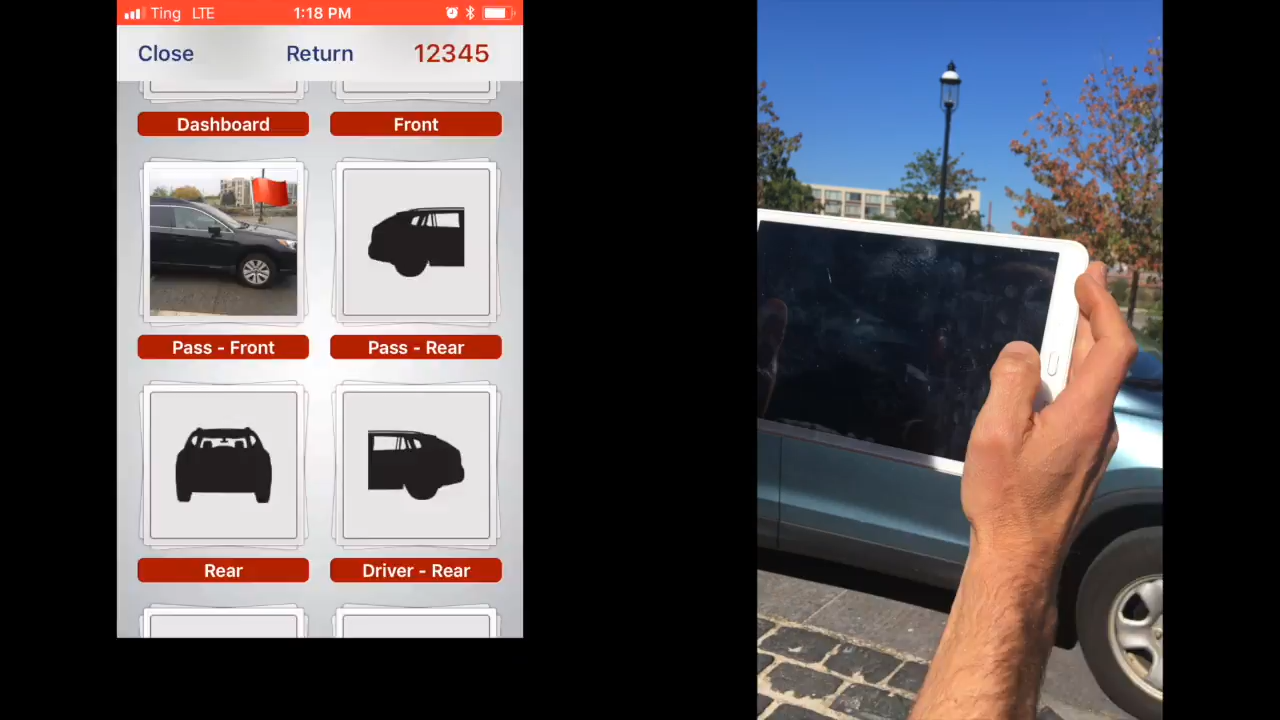 Ting LTE 1:18 PM
Close Return 12345
Dashboard Front
Pass - Front Pass - Rear
Rear Driver - Rear